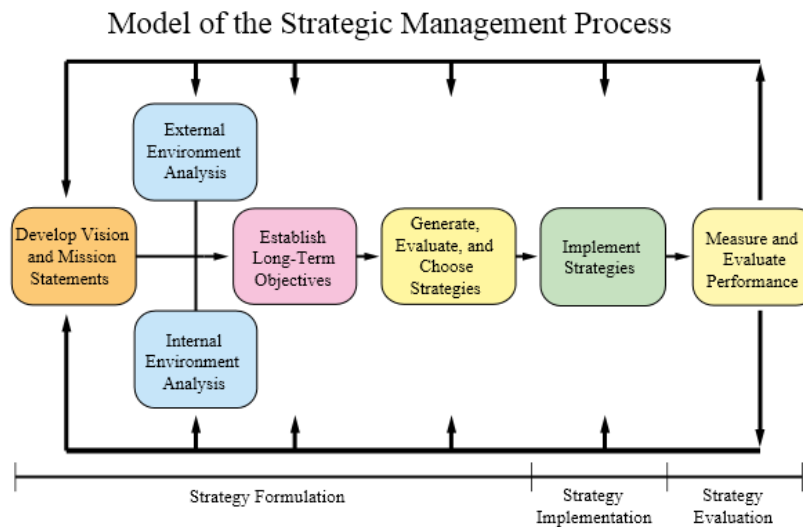 Model of the Strategic Management Process
External
Environment
Analysis
Develop Vision
and Mission
Statements
Establish
Long-Term
Objectives
Generate,
Evaluate, and
Choose
Strategies
Implement
Strategies
Measure and
Evaluate
Performance
Internal
Environment
Analysis
Strategy Formulation
Strategy
Implementation
Strategy
Evaluation